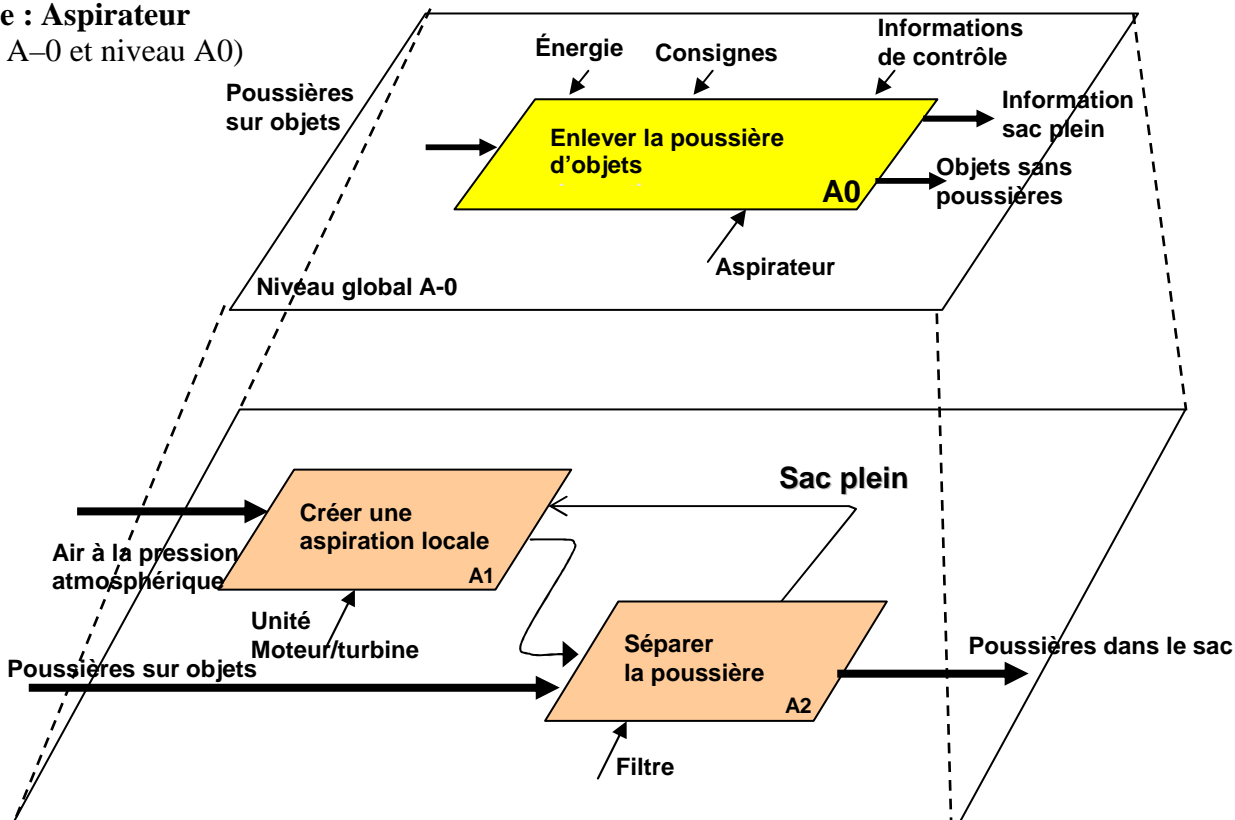 e : Aspirateur
A–0 et niveau A0)
Énergie
Consignes
Informations
de contrôle
Poussières
sur objets
Information
sac plein
Enlever la poussière
d’objets
A0
Objets sans
poussières
Aspirateur
Niveau global A-0
Sac plein
Créer une
aspiration locale
A1
Air à la pression
atmosphérique
Unité
Moteur/turbine
Séparer
la poussière
A2
Poussières dans le sac
Poussières sur objets
Filtre